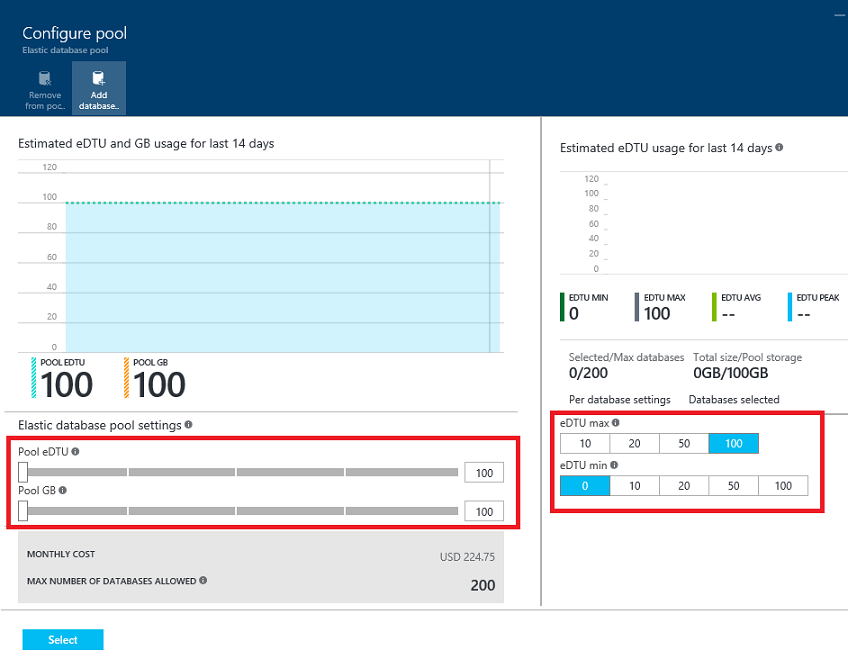 Configure pool
Elastic database pool
Remove
from poc..
Add
database..
Estimated eDTU and GB usage for last 14 days
120
100
80
60
40
20
0
POOL EDTU
100
POOL GB
100
Elastic database pool settings
Pool eDTU
100
Pool GB
100
MONTHLY COST
USD 224.75
MAX NUMBER OF DATABASES ALLOWED
200
Select
Estimated eDTU usage for last 14 days
120
100
80
60
40
20
0
EDTU MIN
0
EDTU MAX
100
EDTU AVG
--
EDTU PEAK
--
Selected/Max databases
0/200
Total size/Pool storage
0GB/100GB
Per database settings
Databases selected
eDTU max
10 20 50 100
eDTU min
0 10 20 50 100